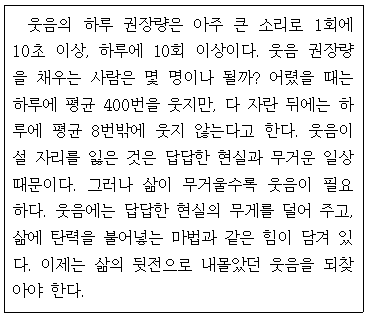 웃음의 하루 권장량은 아주 큰 소리로 1회에
10초 이상, 하루에 10회 이상이다. 웃음 권장량
을 채우는 사람은 몇 명이나 될까? 어렸을 때는
하루에 평균 400번을 웃지만, 다 자란 뒤에는 하
루에 평균 8번밖에 웃지 않는다고 한다. 웃음이
설 자리를 잃은 것은 답답한 현실과 무거운 일상
때문이다. 그러나 삶이 무거울수록 웃음이 필요
하다. 웃음에는 답답한 현실의 무게를 덜어 주고,
삶에 탄력을 불어넣는 마법과 같은 힘이 담겨 있
다. 이제는 삶의 뒷전으로 내몰았던 웃음을 되찾
아야 한다.